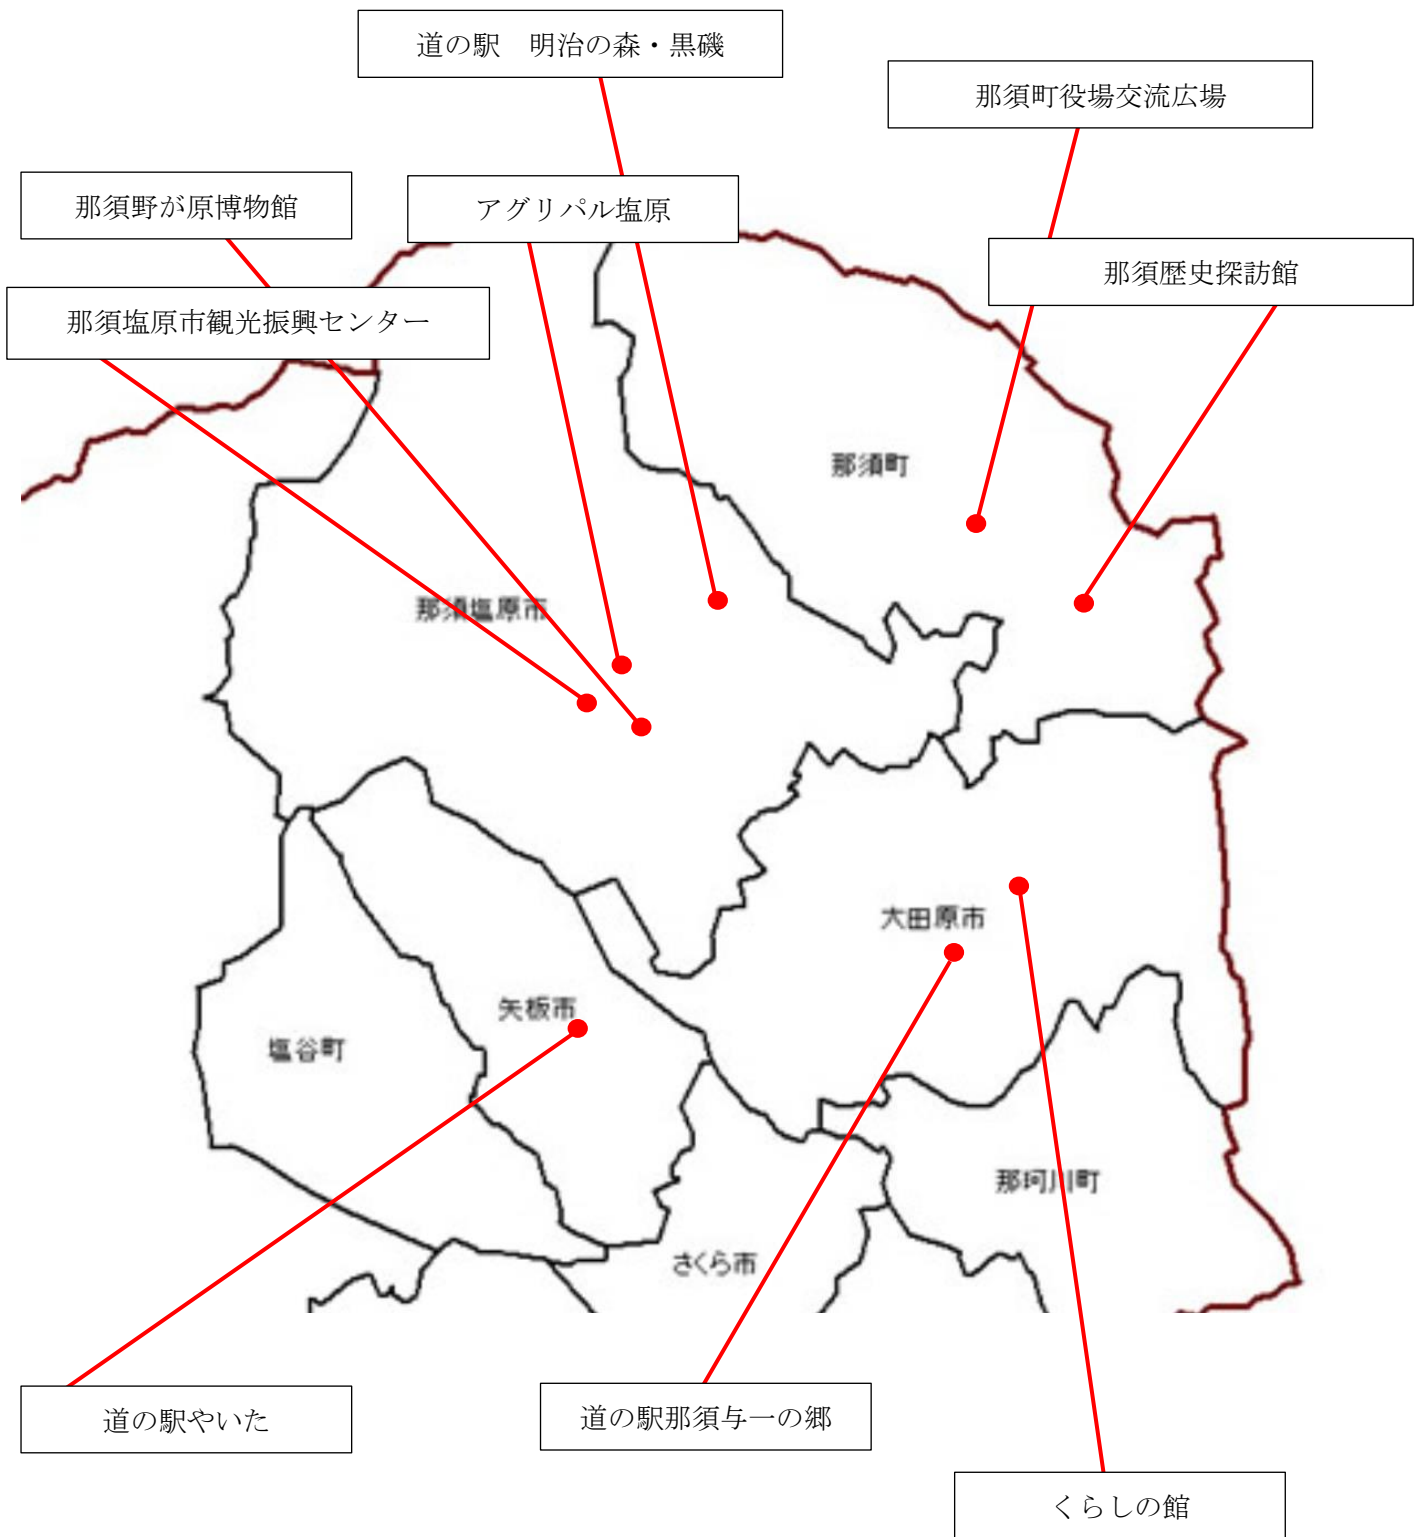 道の駅　明治の森・黒磯
那須町役場交流広場
那須野が原博物館
アグリパル塩原
那須歴史探訪館
那須塩原市観光振興センター
那須町
那須塩原市
大田原市
矢板市
塩谷町
那珂川町
さくら市
道の駅やいた
道の駅那須与一の郷
くらしの館